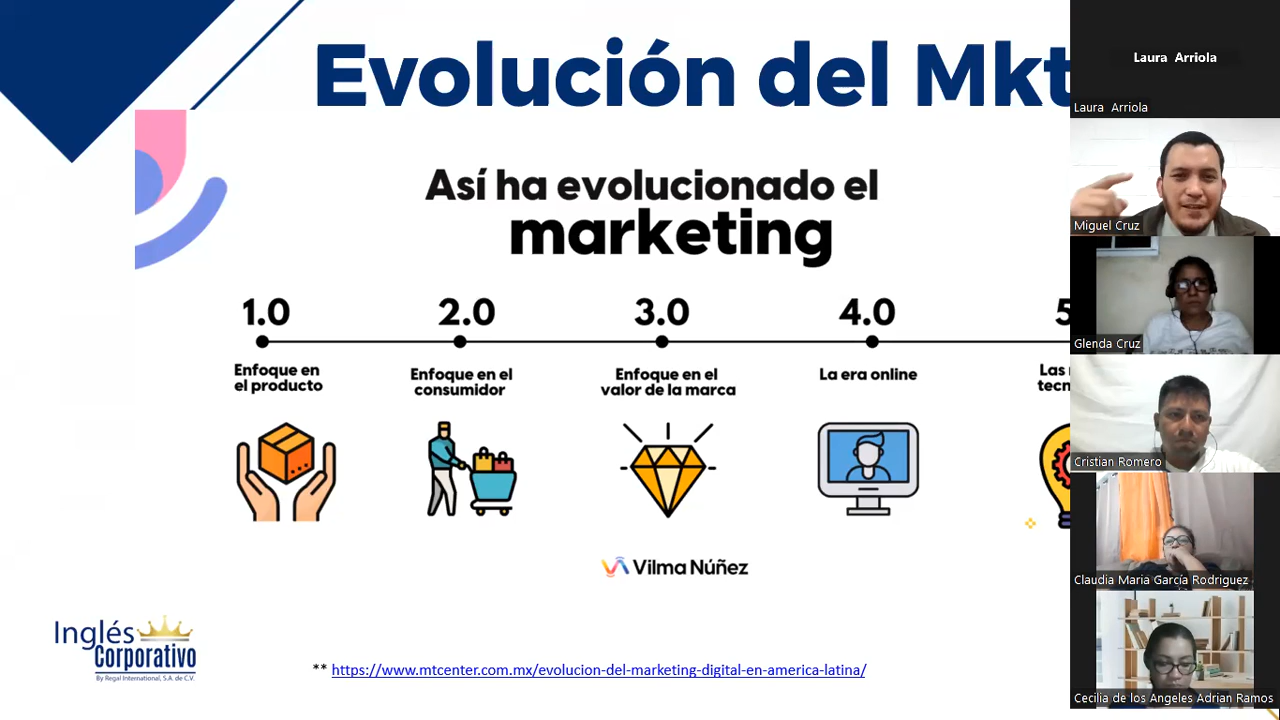 Evolución del Mkt
Así ha evolucionado el
marketing
1.0
2.0
3.0
4.0
5
Enfoque en
el producto
Enfoque en el
consumidor
Enfoque en el
valor de la marca
La era online
Las
tecn
Vilma Núñez
Inglés
Corporativo
By Regal International, S.A. de C.V.
** https://www.mtcenter.com.mx/evolucion-del-marketing-digital-en-america-latina/
Laura Arriola
Laura Arriola
Miguel Cruz
Glenda Cruz
Cristian Romero
Claudia Maria García Rodriguez
Cecilia de los Angeles Adrian Ramos